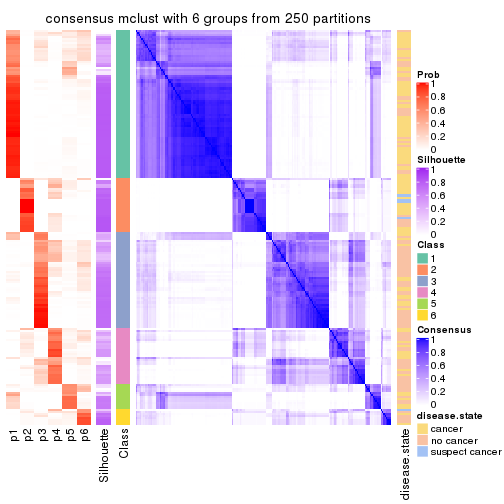 consensus mclust with 6 groups from 250 partitions
Prob
1
0.8
0.6
0.4
0.2
0
Silhouette
1
0.8
0.6
0.4
0.2
0
Class
1
2
3
4
5
6
Consensus
1
0.8
0.6
0.4
0.2
0
disease.state
cancer
no cancer
suspect cancer
p1
p2
p3
p4
p5
p6
Silhouette
Class
disease.state